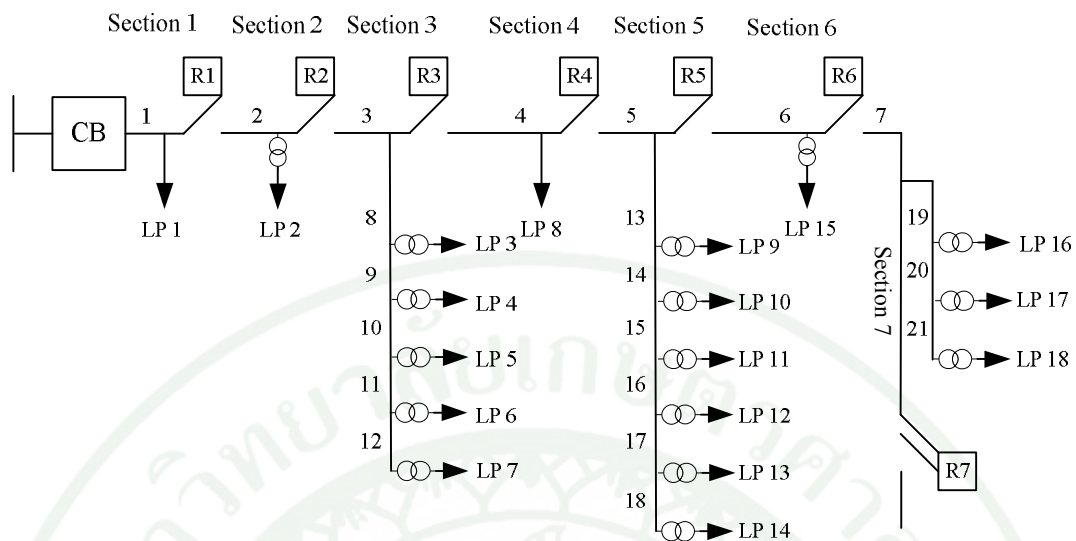 Section 1 Section 2 Section 3 Section 4 Section 5 Section 6
R1 R2 R3 R4 R5 R6
CB 1 2 3 4 5 6 7
LP 1 LP 2 LP 8 LP 15
8 LP 3
9 LP 4
10 LP 5
11 LP 6
12 LP 7
13 LP 9
14 LP 10
15 LP 11
16 LP 12
17 LP 13
18 LP 14
Section 7
19 LP 16
20 LP 17
21 LP 18
R7